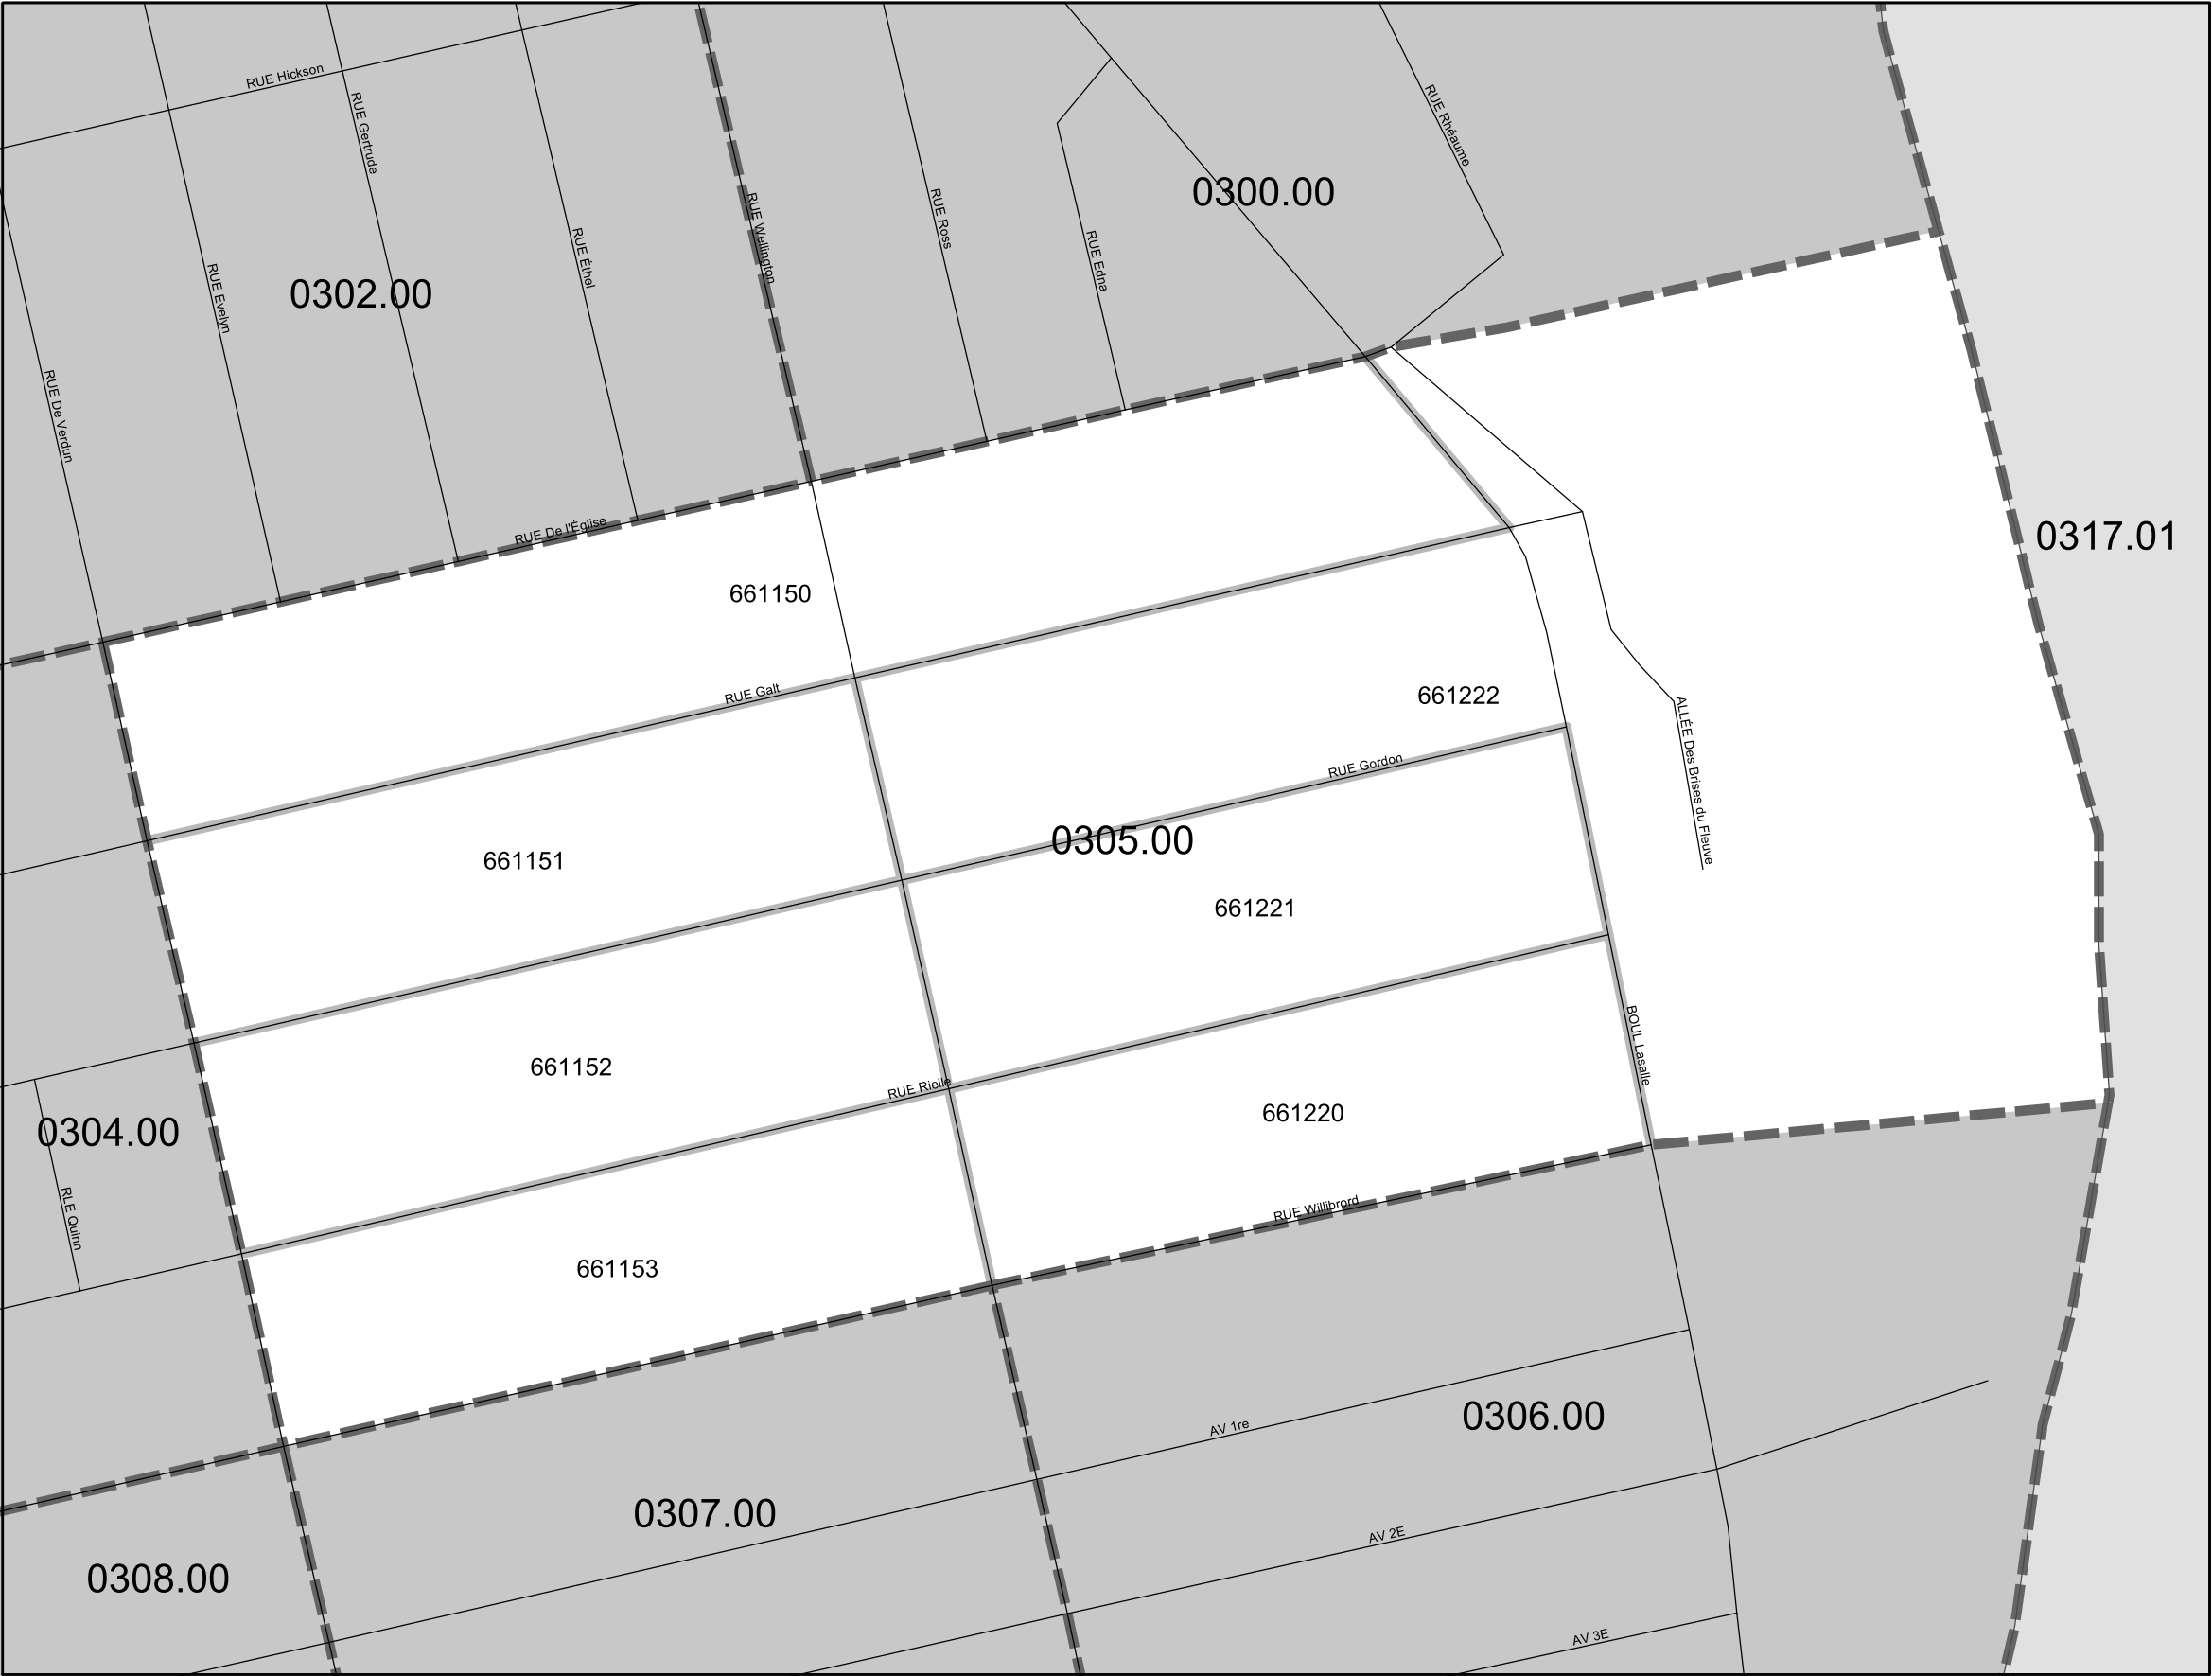 RUE Hickson
RUE Gertrude
RUE Rhéaume
0300.00
RUE Wellington
RUE Ross
RUE Éthel
RUE Edna
RUE Evelyn
0302.00
RUE De Verdun
RUE De l'Église
0317.01
661150
RUE Galt
661222
ALLÉE Des Brises du Fleuve
RUE Gordon
0305.00
661151
661221
BOUL Lasalle
661152
RUE Rielle
661220
0304.00
RLE Quinn
RUE Willibrord
661153
0306.00
AV 1re
0307.00
AV 2E
0308.00
AV 3E